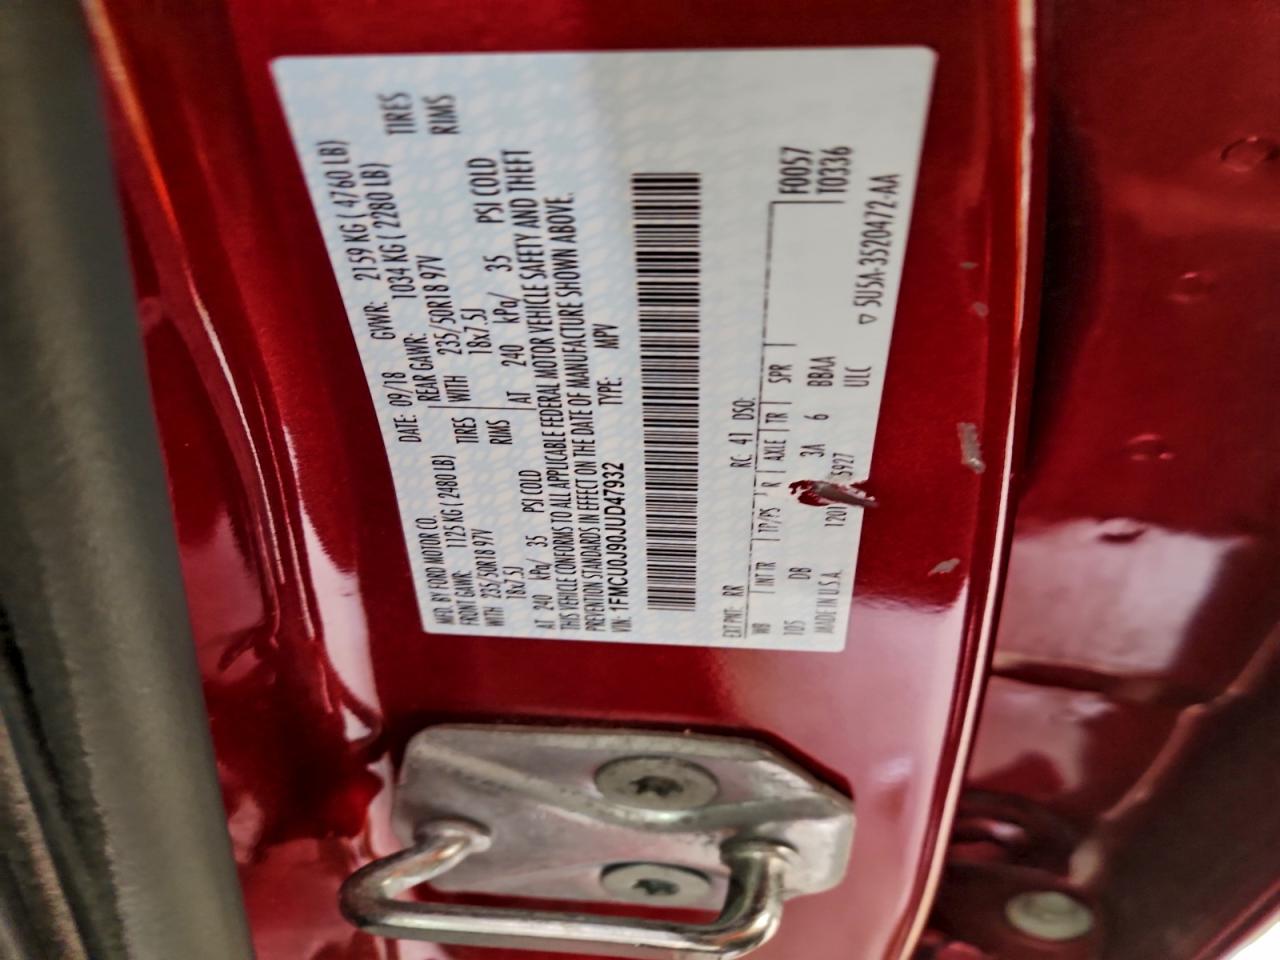 MFD. BY FORD MOTOR CO.
DATE: 09/18 GVWR: 2159 KG ( 4760 LB)
FRONT GAWR: 1125 KG ( 2480 LB) REAR GAWR: 1034 KG ( 2280 LB)
WITH 235/50R18 97V TIRES WITH 235/50R18 97V TIRES
18x7.5J RIMS 18x7.5J RIMS
AT 240 kPa/ 35 PSI COLD AT 240 kPa/ 35 PSI COLD
THIS VEHICLE CONFORMS TO ALL APPLICABLE FEDERAL MOTOR VEHICLE SAFETY AND THEFT
PREVENTION STANDARDS IN EFFECT ON THE DATE OF MANUFACTURE SHOWN ABOVE.
VIN: 1FMCU0J90JUD47932 TYPE: MPV
EXT PNT: RR RC: 41 DSO:
WB INT TR TP/PS R AXLE TR SPR F0057
105 DB 3A 6 BBAA T0336
MADE IN U.S.A. 5927 ULC ▽ 5U5A-3520472-AA